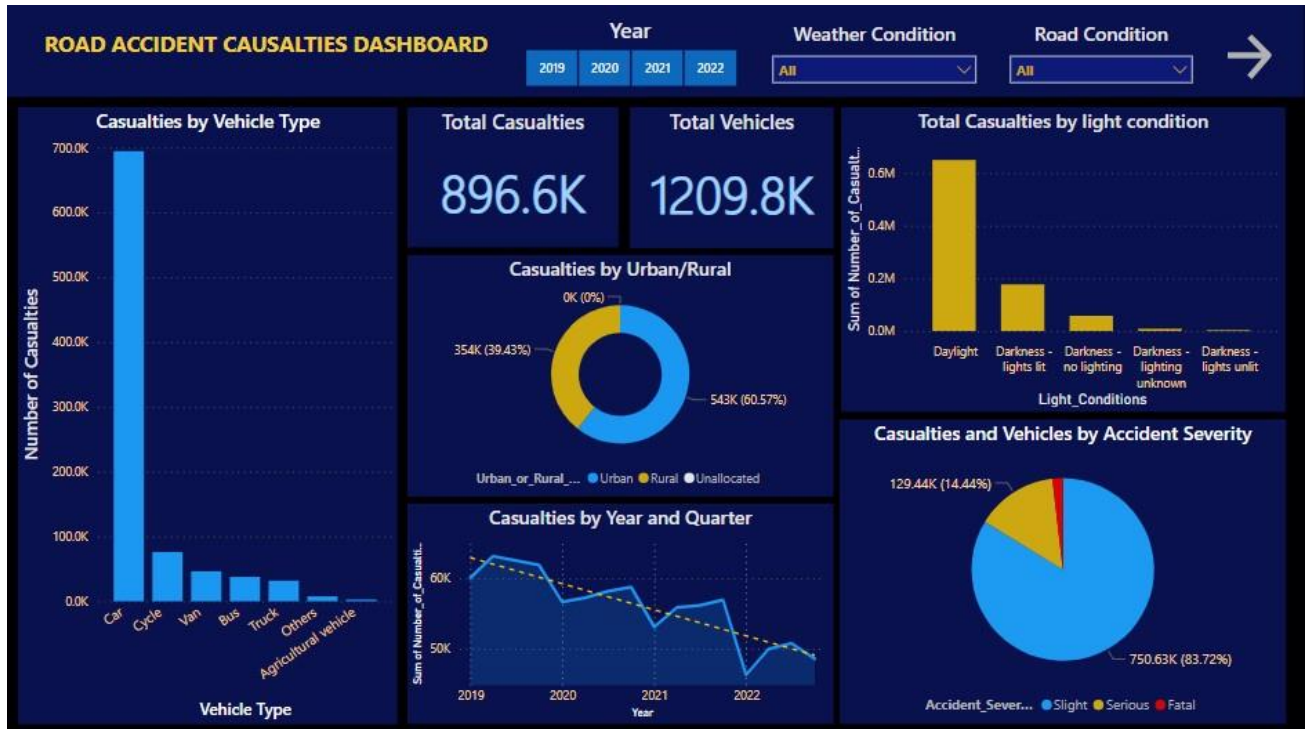 ROAD ACCIDENT CAUSALTIES DASHBOARD
Year
2019 2020 2021 2022
Weather Condition
All
Road Condition
All
Casualties by Vehicle Type
Number of Casualties
700.0K
600.0K
500.0K
400.0K
300.0K
200.0K
100.0K
0.0K
Car
Cycle
Van
Bus
Truck
Others
Agricultural vehicle
Vehicle Type
Total Casualties
896.6K
Total Vehicles
1209.8K
Casualties by Urban/Rural
0K (0%)
354K (39.43%)
543K (60.57%)
Urban_or_Rural_... Urban Rural Unallocated
Casualties by Year and Quarter
Sum of Number_of_Casualti...
60K
50K
2019 2020 2021 2022
Year
Total Casualties by light condition
Sum of Number_of_Casualt...
0.6M
0.4M
0.2M
0.0M
Daylight
Darkness -
lights lit
Darkness -
no lighting
Darkness -
lighting
unknown
Darkness -
lights unlit
Light_Conditions
Casualties and Vehicles by Accident Severity
129.44K (14.44%)
750.63K (83.72%)
Accident_Sever... Slight Serious Fatal